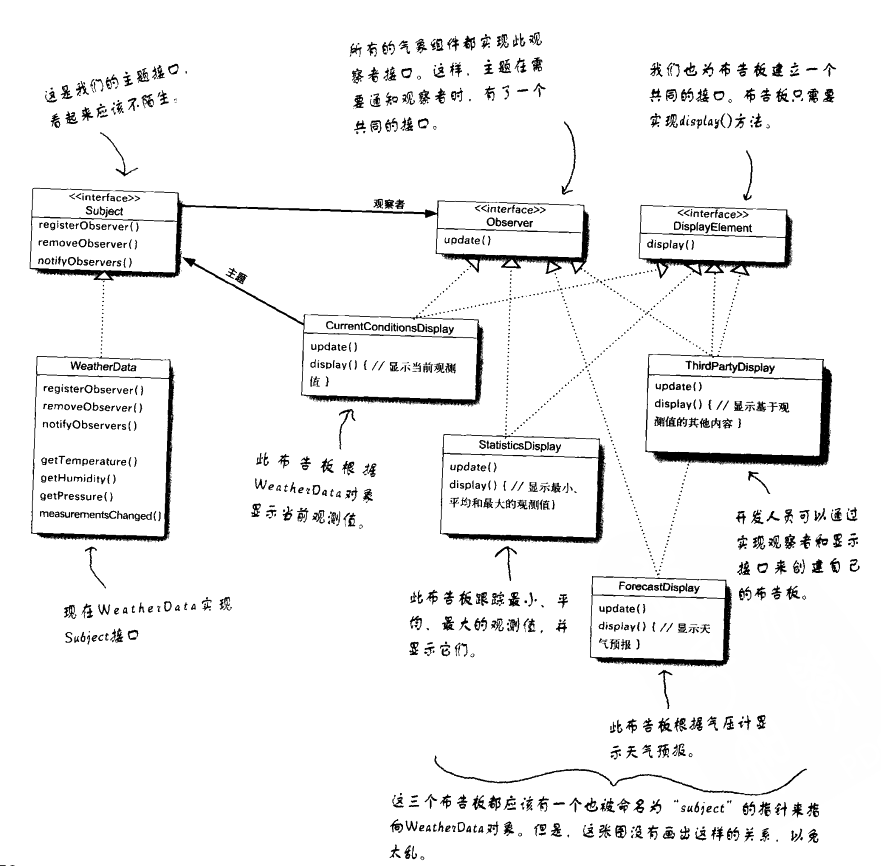 这是我们的主题接口，
看起来应该不陌生。
所有的气象组件都实现此观
察者接口。这样，主题在需
要通知观察者时，有了一个
共同的接口。
我们也为布告板建立一个
共同的接口。布告板只需要
实现display()方法。
<<interface>>
Subject
registerObserver()
removeObserver()
notifyObservers()
观察者
<<interface>>
Observer
update()
<<interface>>
DisplayElement
display()
主题
WeatherData
registerObserver()
removeObserver()
notifyObservers()
getTemperature()
getHumidity()
getPressure()
measurementsChanged()
现在WeatherData实现
Subject接口
CurrentConditionsDisplay
update()
display() { // 显示当前观测
值 }
此布告板根据
WeatherData对象
显示当前观测值。
StatisticsDisplay
update()
display() { // 显示最小、
平均和最大的观测值}
此布告板跟踪最小、平
均、最大的观测值，并
显示它们。
ThirdPartyDisplay
update()
display() { // 显示基于观
测值的其他内容 }
开发人员可以通过
实现观察者和显示
接口来创建自己
的布告板。
ForecastDisplay
update()
display() { // 显示天
气预报 }
此布告板根据气压计显
示天气预报。
这三个布告板都应该有一个也被命名为“subject”的指针来指
向WeatherData对象。但是，这张图没有画出这样的关系，以免
太乱。